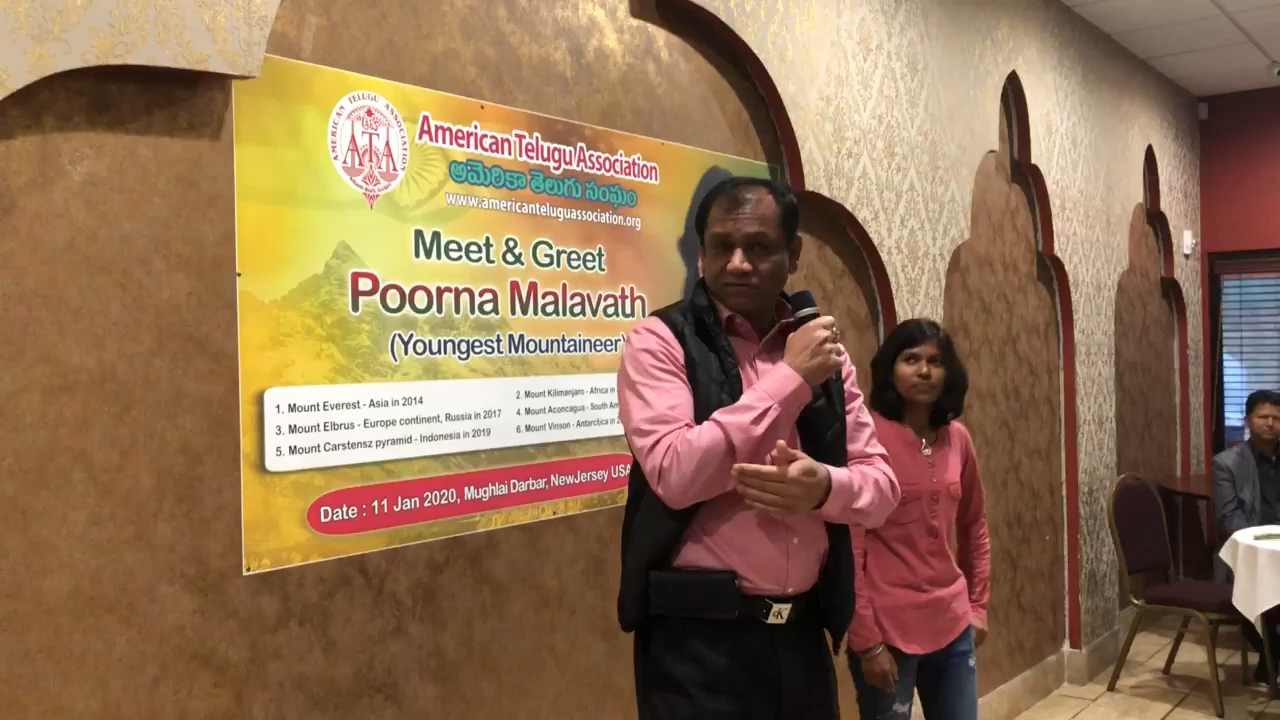 AMERICAN TELUGU ASSOCIATION
ATA
American Telugu Association
అమెరికా తెలుగు సంఘం
www.americanteluguassociation.org
Meet & Greet
Poorna Malavath
(Youngest Mountaineer)
1. Mount Everest - Asia in 2014
2. Mount Kilimanjaro - Africa in
3. Mount Elbrus - Europe continent, Russia in 2017
4. Mount Aconcagua - South Am
5. Mount Carstensz pyramid - Indonesia in 2019
6. Mount Vinson - Antarctica in 2
Date : 11 Jan 2020, Mughlai Darbar, NewJersey USA